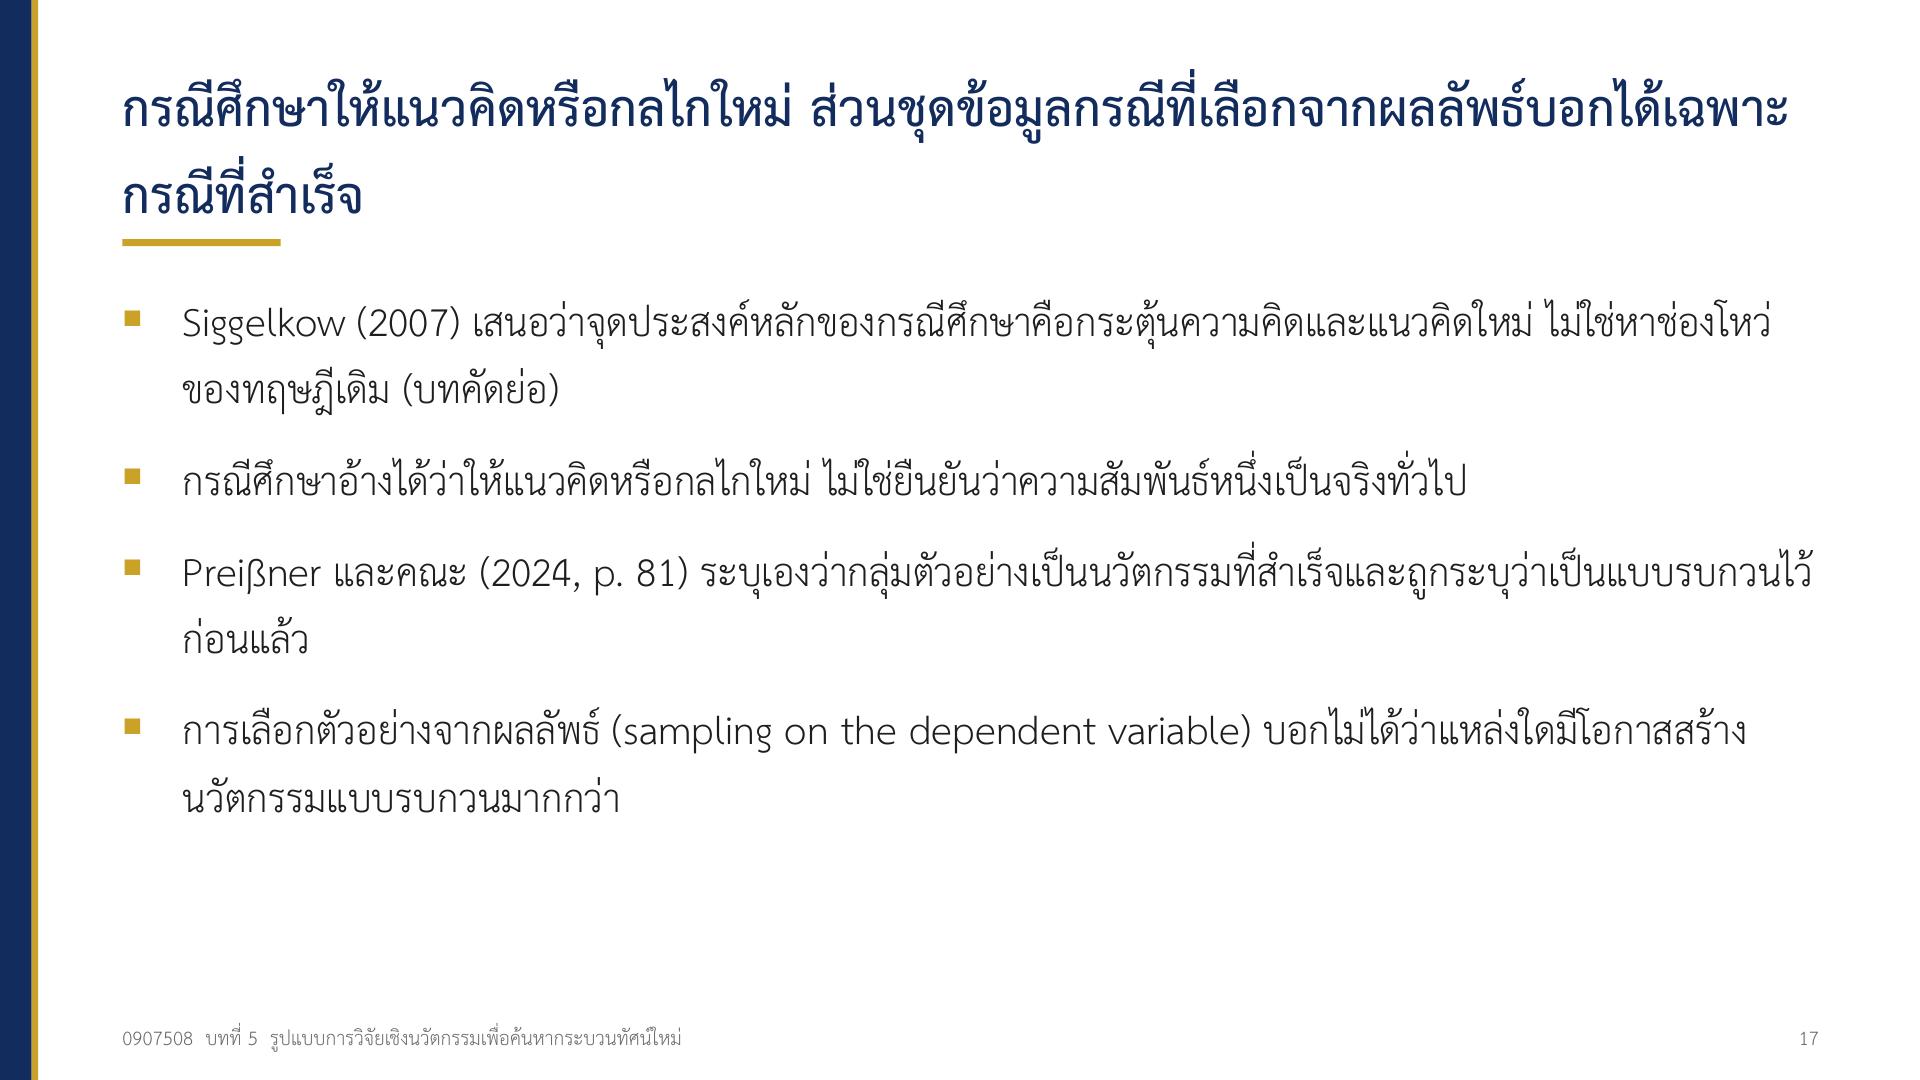 กรณีศึกษาให้แนวคิดหรือกลไกใหม่ ส่วนชุดข้อมูลกรณีที่เลือกจากผลลัพธ์บอกได้เฉพาะ
กรณีที่สำเร็จ
Siggelkow (2007) เสนอว่าจุดประสงค์หลักของกรณีศึกษาคือกระตุ้นความคิดและแนวคิดใหม่ ไม่ใช่หาช่องโหว่
ของทฤษฎีเดิม (บทคัดย่อ)
กรณีศึกษาอ้างได้ว่าให้แนวคิดหรือกลไกใหม่ ไม่ใช่ยืนยันว่าความสัมพันธ์หนึ่งเป็นจริงทั่วไป
Preißner และคณะ (2024, p. 81) ระบุเองว่ากลุ่มตัวอย่างเป็นนวัตกรรมที่สำเร็จและถูกระบุว่าเป็นแบบรบกวนไว้
ก่อนแล้ว
การเลือกตัวอย่างจากผลลัพธ์ (sampling on the dependent variable) บอกไม่ได้ว่าแหล่งใดมีโอกาสสร้าง
นวัตกรรมแบบรบกวนมากกว่า
0907508 บทที่ 5 รูปแบบการวิจัยเชิงนวัตกรรมเพื่อค้นหากระบวนทัศน์ใหม่
17